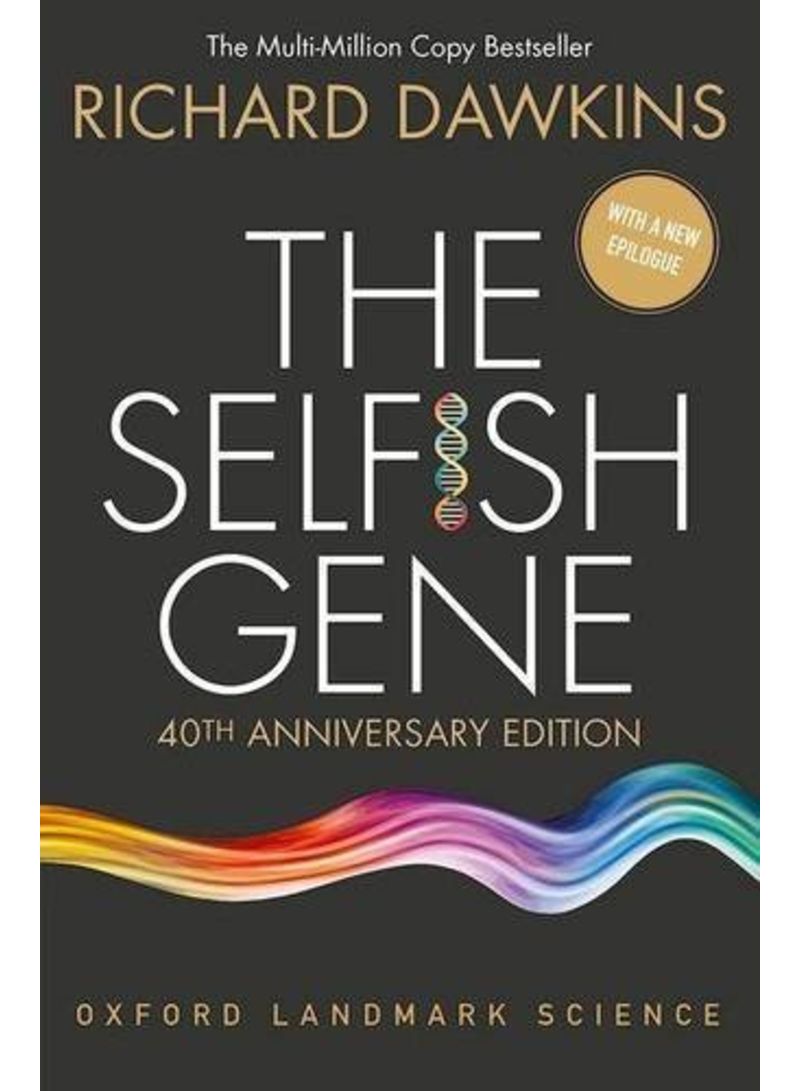 The Multi-Million Copy Bestseller
RICHARD DAWKINS
WITH A NEW
EPILOGUE
THE
SELFISH
GENE
40TH ANNIVERSARY EDITION
OXFORD LANDMARK SCIENCE